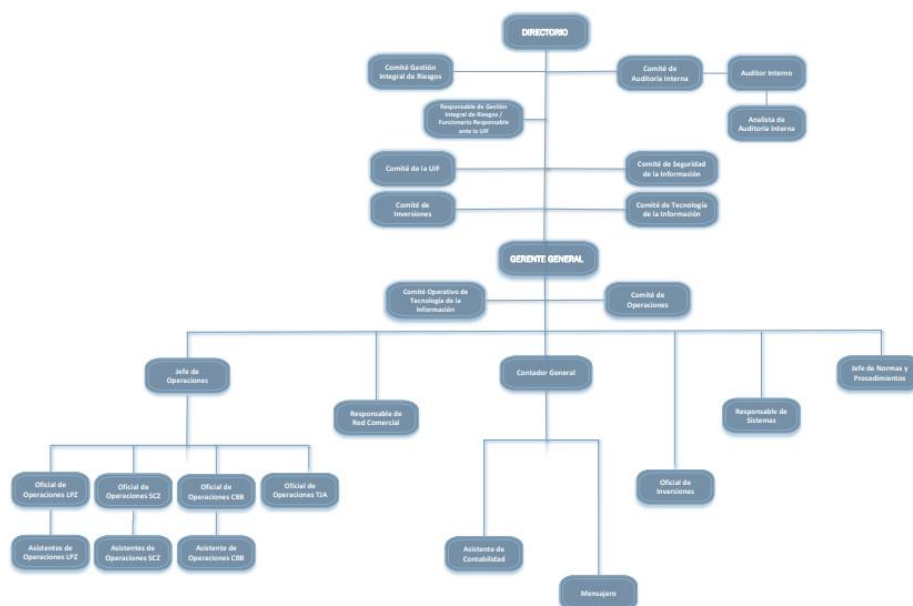 DIRECTORIO
Comité Gestión
Integral de Riesgos
Comité de
Auditoría Interna
Auditor Interno
Responsable de Gestión
Integral de Riesgos /
Funcionario Responsable
ante la UIF
Analista de
Auditoría Interna
Comité de la UIF
Comité de Seguridad
de la Información
Comité de
Inversiones
Comité de Tecnología
de la Información
GERENTE GENERAL
Comité Operativo de
Tecnología de la
Información
Comité de
Operaciones
Jefe de
Operaciones
Contador General
Jefe de Normas y
Procedimientos
Responsable de
Red Comercial
Responsable de
Sistemas
Oficial de
Operaciones LPZ
Oficial de
Operaciones SCZ
Oficial de
Operaciones CBB
Oficial de
Operaciones TJA
Oficial de
Inversiones
Asistentes de
Operaciones LPZ
Asistentes de
Operaciones SCZ
Asistente de
Operaciones CBB
Asistente de
Contabilidad
Mensajero